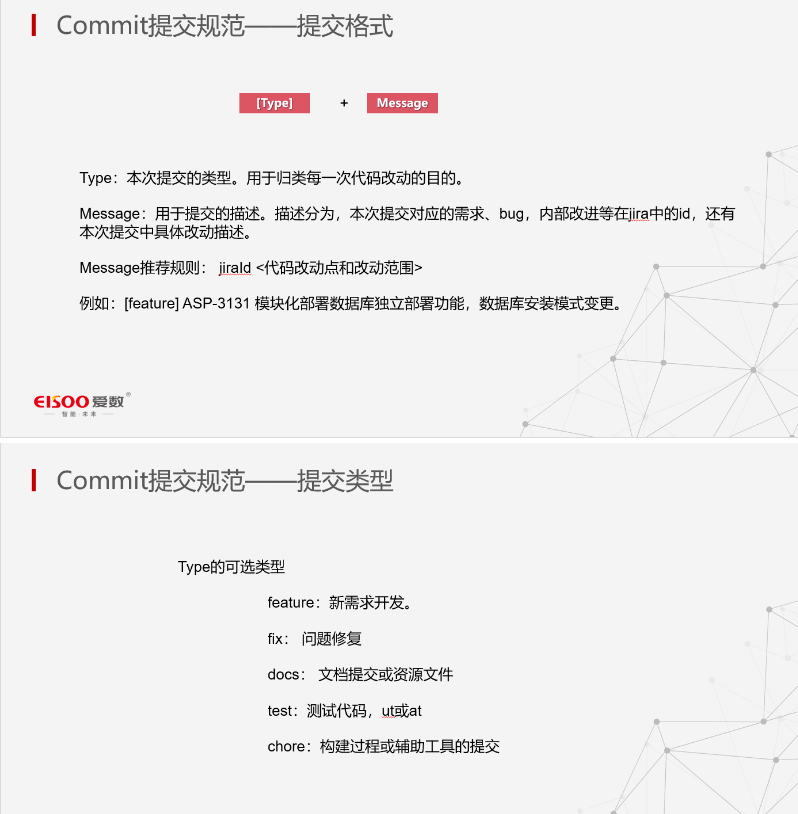 Commit提交规范——提交格式
[Type] + Message
Type：本次提交的类型。用于归类每一次代码改动的目的。
Message：用于提交的描述。描述分为，本次提交对应的需求、bug，内部改进等在jira中的id，还有
本次提交中具体改动描述。
Message推荐规则： jiraId <代码改动点和改动范围>
例如：[feature] ASP-3131 模块化部署数据库独立部署功能，数据库安装模式变更。
EISOO 爱数®
智能·未来
Commit提交规范——提交类型
Type的可选类型
feature：新需求开发。
fix： 问题修复
docs： 文档提交或资源文件
test：测试代码，ut或at
chore：构建过程或辅助工具的提交